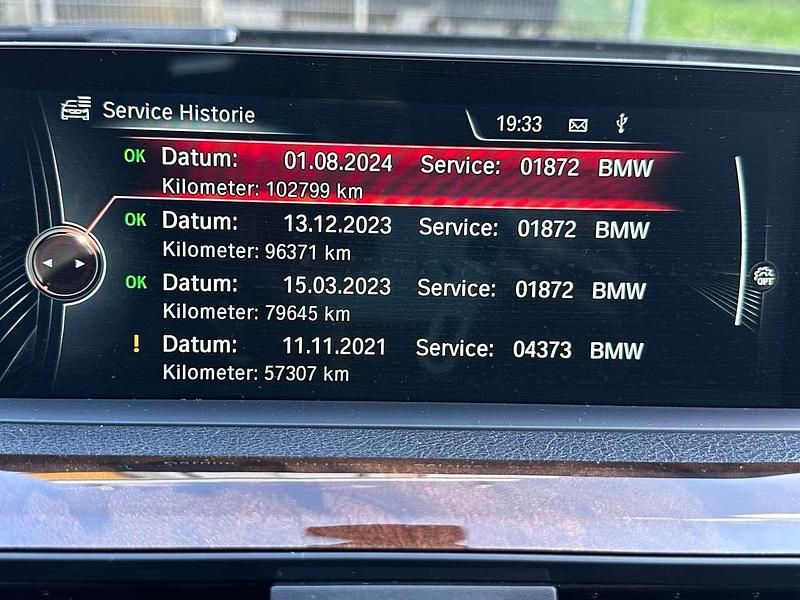 Service Historie
19:33
OK Datum: 01.08.2024 Service: 01872 BMW
Kilometer: 102799 km
OK Datum: 13.12.2023 Service: 01872 BMW
Kilometer: 96371 km
OK Datum: 15.03.2023 Service: 01872 BMW
Kilometer: 79645 km
! Datum: 11.11.2021 Service: 04373 BMW
Kilometer: 57307 km
OPT